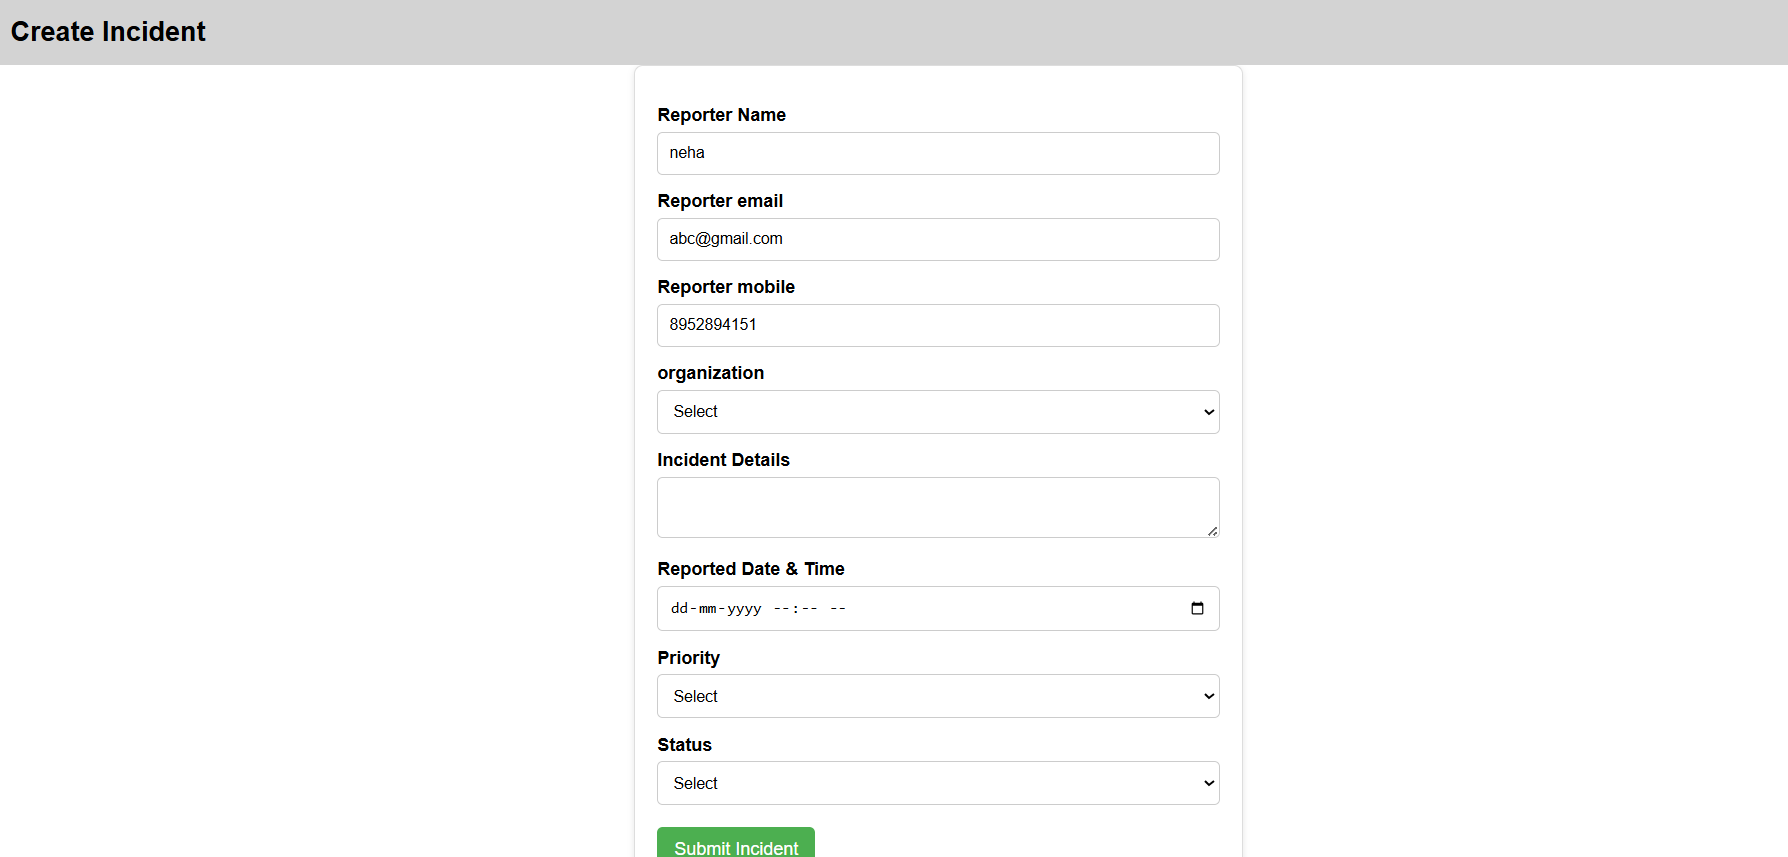 Create Incident
Reporter Name
neha
Reporter email
abc@gmail.com
Reporter mobile
8952894151
organization
Select
Incident Details
Reported Date & Time
dd-mm-yyyy --:-- --
Priority
Select
Status
Select
Submit Incident